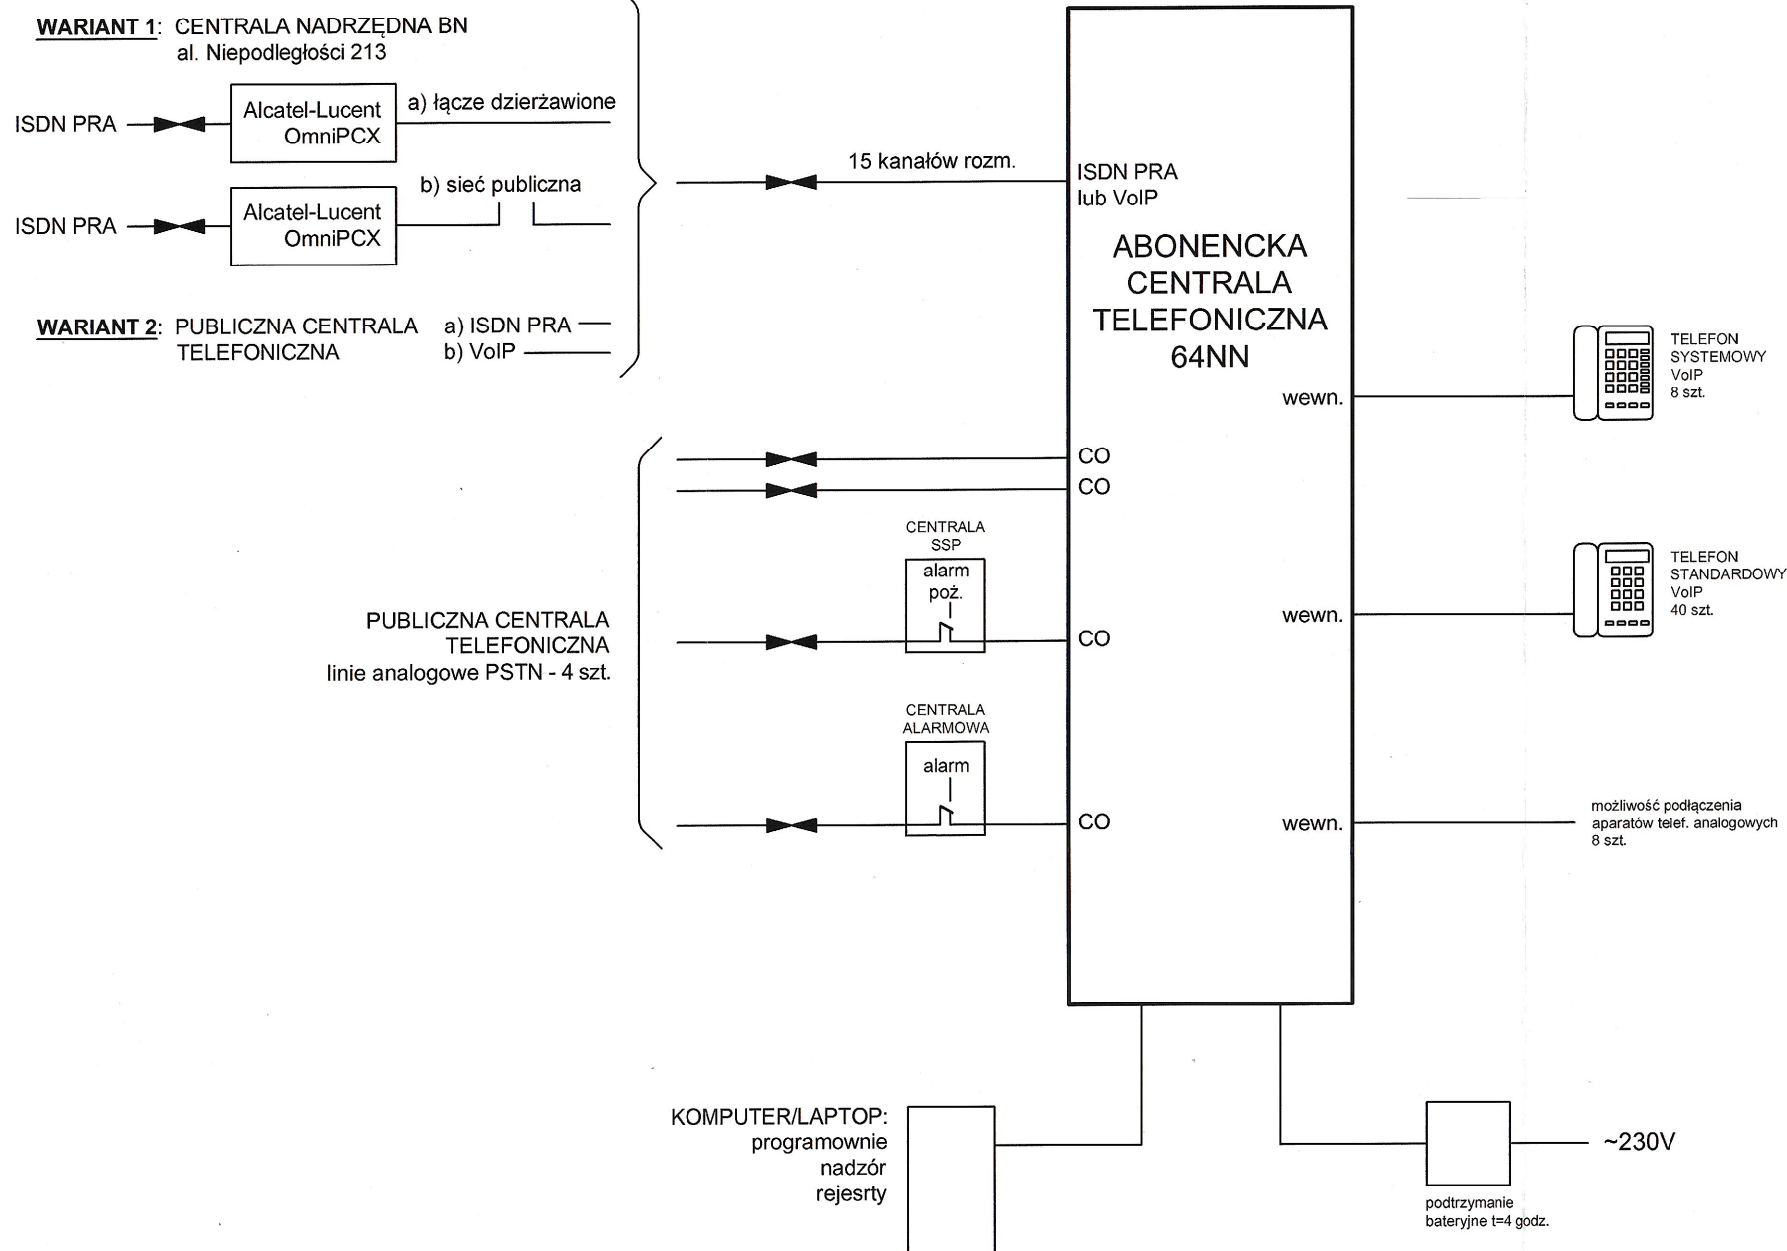 WARIANT 1: CENTRALA NADRZĘDNA BN
al. Niepodległości 213
ISDN PRA
Alcatel-Lucent
OmniPCX
a) łącze dzierżawione
ISDN PRA
Alcatel-Lucent
OmniPCX
b) sieć publiczna
WARIANT 2: PUBLICZNA CENTRALA
TELEFONICZNA
a) ISDN PRA
b) VoIP
15 kanałów rozm.
ISDN PRA
lub VoIP
ABONENCKA
CENTRALA
TELEFONICZNA
64NN
wewn.
TELEFON
SYSTEMOWY
VoIP
8 szt.
CO
CO
CENTRALA
SSP
alarm
poż.
CO
PUBLICZNA CENTRALA
TELEFONICZNA
linie analogowe PSTN - 4 szt.
wewn.
TELEFON
STANDARDOWY
VoIP
40 szt.
CENTRALA
ALARMOWA
alarm
CO
wewn.
możliwość podłączenia
aparatów telef. analogowych
8 szt.
KOMPUTER/LAPTOP:
programownie
nadzór
rejesrty
~230V
podtrzymanie
bateryjne t=4 godz.